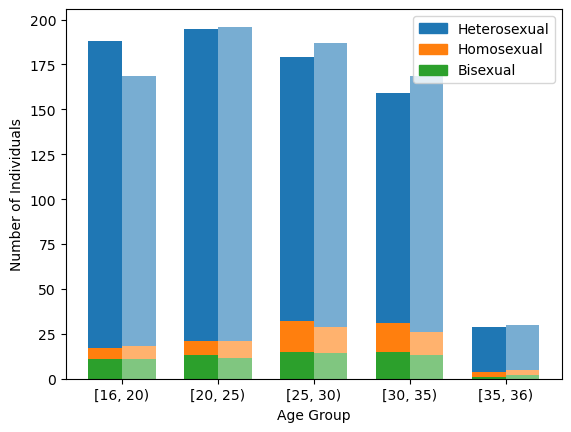 200
175
150
125
100
75
50
25
0
Number of Individuals
Heterosexual
Homosexual
Bisexual
[16, 20)
[20, 25)
[25, 30)
[30, 35)
[35, 36)
Age Group